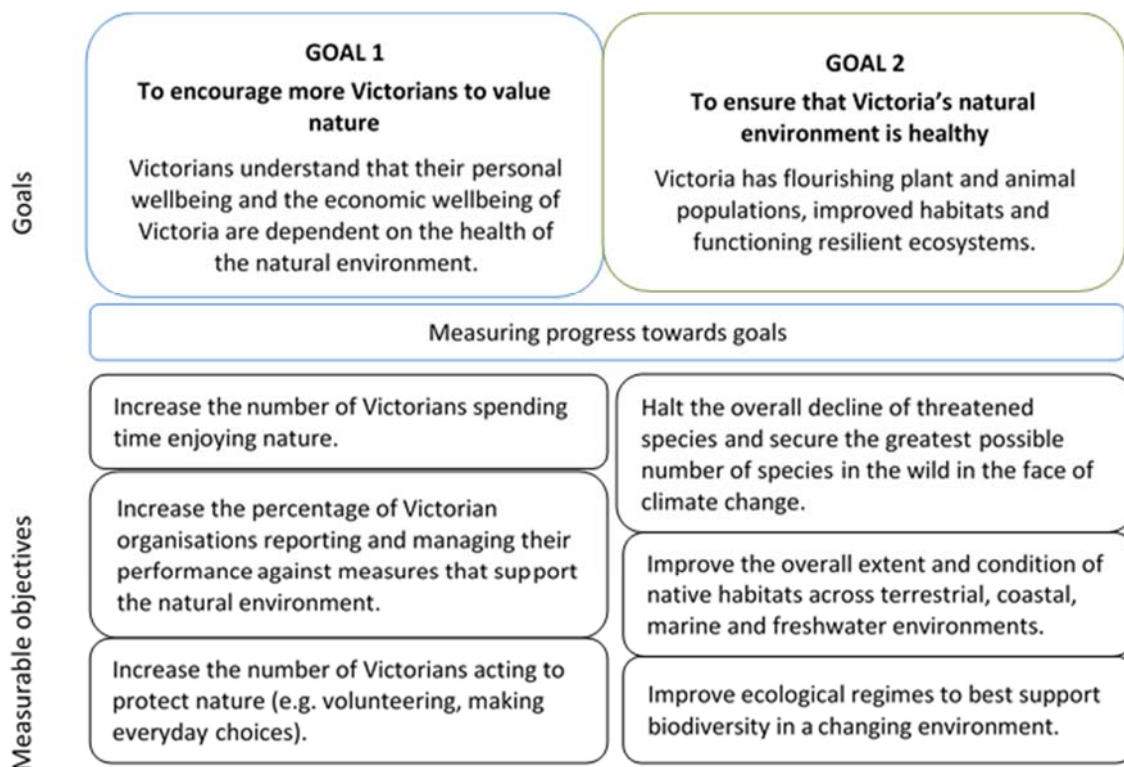 Goals
GOAL 1
To encourage more Victorians to value
nature
Victorians understand that their personal
wellbeing and the economic wellbeing of
Victoria are dependent on the health of
the natural environment.
GOAL 2
To ensure that Victoria’s natural
environment is healthy
Victoria has flourishing plant and animal
populations, improved habitats and
functioning resilient ecosystems.
Measuring progress towards goals
Measurable objectives
Increase the number of Victorians spending
time enjoying nature.
Increase the percentage of Victorian
organisations reporting and managing their
performance against measures that support
the natural environment.
Increase the number of Victorians acting to
protect nature (e.g. volunteering, making
everyday choices).
Halt the overall decline of threatened
species and secure the greatest possible
number of species in the wild in the face of
climate change.
Improve the overall extent and condition of
native habitats across terrestrial, coastal,
marine and freshwater environments.
Improve ecological regimes to best support
biodiversity in a changing environment.